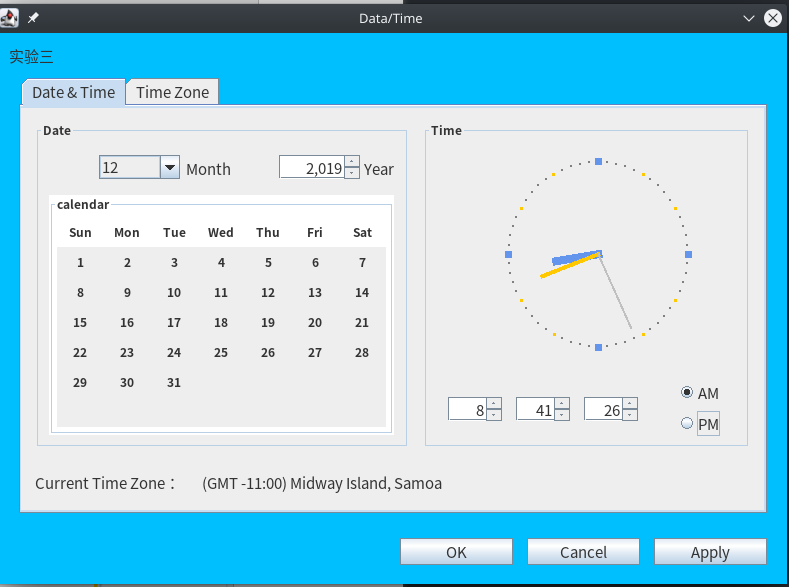 Data/Time
实验三
Date & Time Time Zone
Date
12 Month 2,019 Year
calendar
Sun Mon Tue Wed Thu Fri Sat
1 2 3 4 5 6 7
8 9 10 11 12 13 14
15 16 17 18 19 20 21
22 23 24 25 26 27 28
29 30 31
Time
8 41 26
AM
PM
Current Time Zone： (GMT -11:00) Midway Island, Samoa
OK Cancel Apply